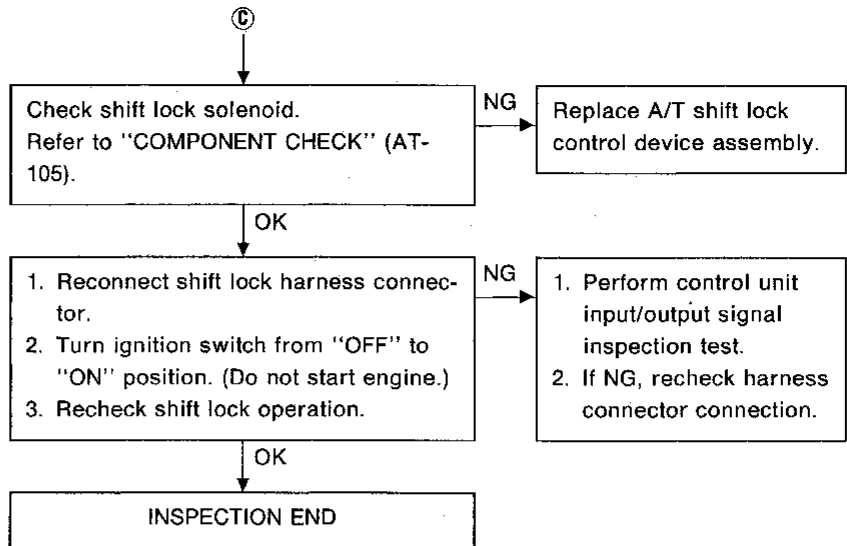 Ⓒ
Check shift lock solenoid.
Refer to "COMPONENT CHECK" (AT-
105).
NG
Replace A/T shift lock
control device assembly.
OK
1. Reconnect shift lock harness connec-
tor.
2. Turn ignition switch from "OFF" to
"ON" position. (Do not start engine.)
3. Recheck shift lock operation.
NG
1. Perform control unit
input/output signal
inspection test.
2. If NG, recheck harness
connector connection.
OK
INSPECTION END